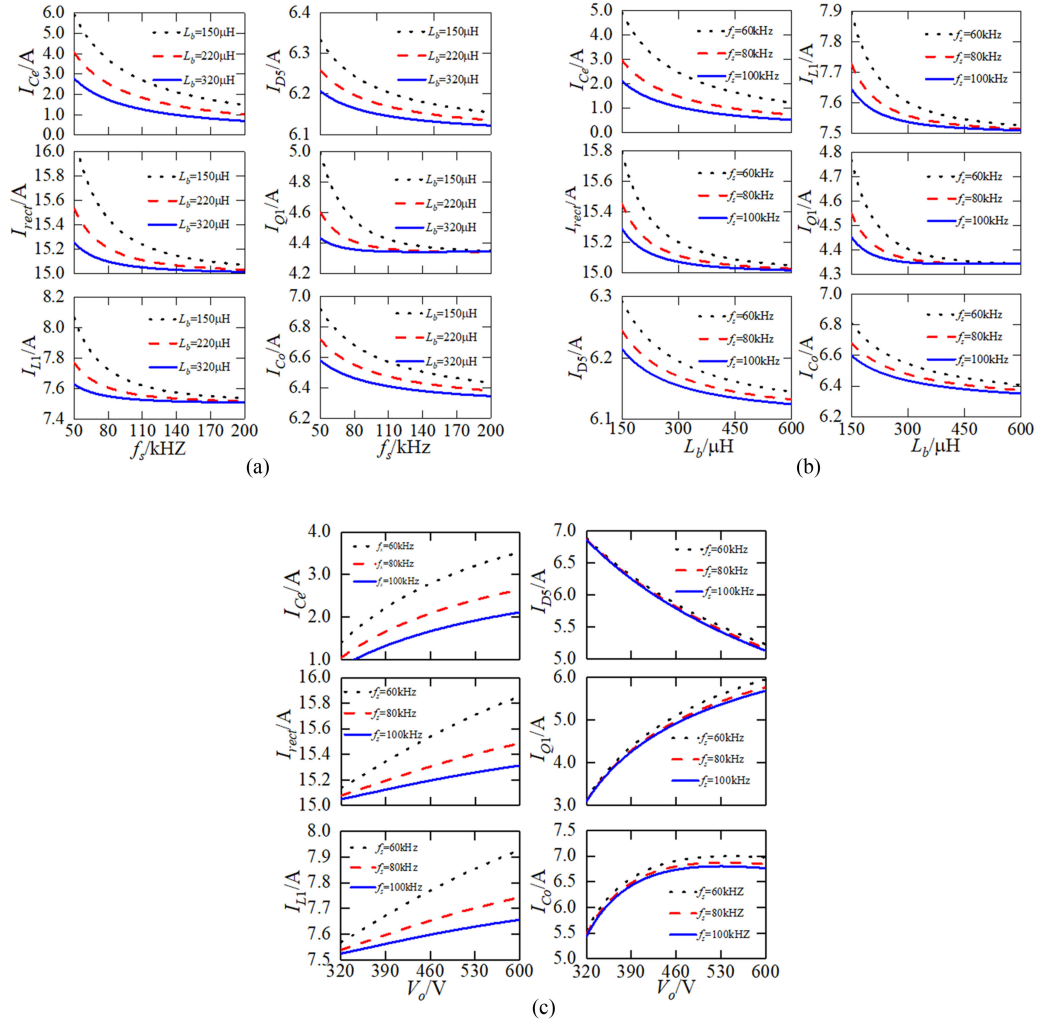 I_Ce/A
6.0
5.0
4.0
3.0
2.0
1.0
0.0
L_b=150μH
L_b=220μH
L_b=320μH
I_D5/A
6.4
6.3
6.2
6.1
L_b=150μH
L_b=220μH
L_b=320μH
I_rect/A
16.0
15.8
15.6
15.4
15.2
15.0
L_b=150μH
L_b=220μH
L_b=320μH
I_Q1/A
5.0
4.8
4.6
4.4
4.2
L_b=150μH
L_b=220μH
L_b=320μH
I_L1/A
8.2
8.0
7.8
7.6
7.4
L_b=150μH
L_b=220μH
L_b=320μH
50 80 110 140 170 200
f_s/kHZ
I_Co/A
7.0
6.8
6.6
6.4
6.2
L_b=150μH
L_b=220μH
L_b=320μH
50 80 110 140 170 200
f_s/kHz
(a)
I_Ce/A
5.0
4.0
3.0
2.0
1.0
0.0
f_s=60kHz
f_s=80kHz
f_s=100kHz
I_L1/A
7.9
7.8
7.7
7.6
7.5
f_s=60kHz
f_s=80kHz
f_s=100kHz
I_rect/A
15.8
15.6
15.4
15.2
15.0
f_s=60kHz
f_s=80kHz
f_s=100kHz
I_Q1/A
4.8
4.7
4.6
4.5
4.4
4.3
f_s=60kHz
f_s=80kHz
f_s=100kHz
I_D5/A
6.3
6.2
6.1
f_s=60kHz
f_s=80kHz
f_s=100kHz
150 300 450 600
L_b/μH
I_Co/A
7.0
6.8
6.6
6.4
6.2
f_s=60kHz
f_s=80kHz
f_s=100kHz
150 300 450 600
L_b/μH
(b)
I_Ce/A
4.0
3.0
2.0
1.0
f_s=60kHz
f_s=80kHz
f_s=100kHz
I_D5/A
7.0
6.5
6.0
5.5
5.0
f_s=60kHz
f_s=80kHz
f_s=100kHz
I_rect/A
16.0
15.8
15.6
15.4
15.2
15.0
f_s=60kHz
f_s=80kHz
f_s=100kHz
I_Q1/A
6.0
5.0
4.0
3.0
f_s=60kHz
f_s=80kHz
f_s=100kHz
I_L1/A
8.0
7.9
7.8
7.7
7.6
7.5
f_s=60kHz
f_s=80kHz
f_s=100kHz
320 390 460 530 600
V_o/V
I_Co/A
7.5
7.0
6.5
6.0
5.5
5.0
f_s=60kHZ
f_s=80kHZ
f_s=100kHZ
320 390 460 530 600
V_o/V
(c)